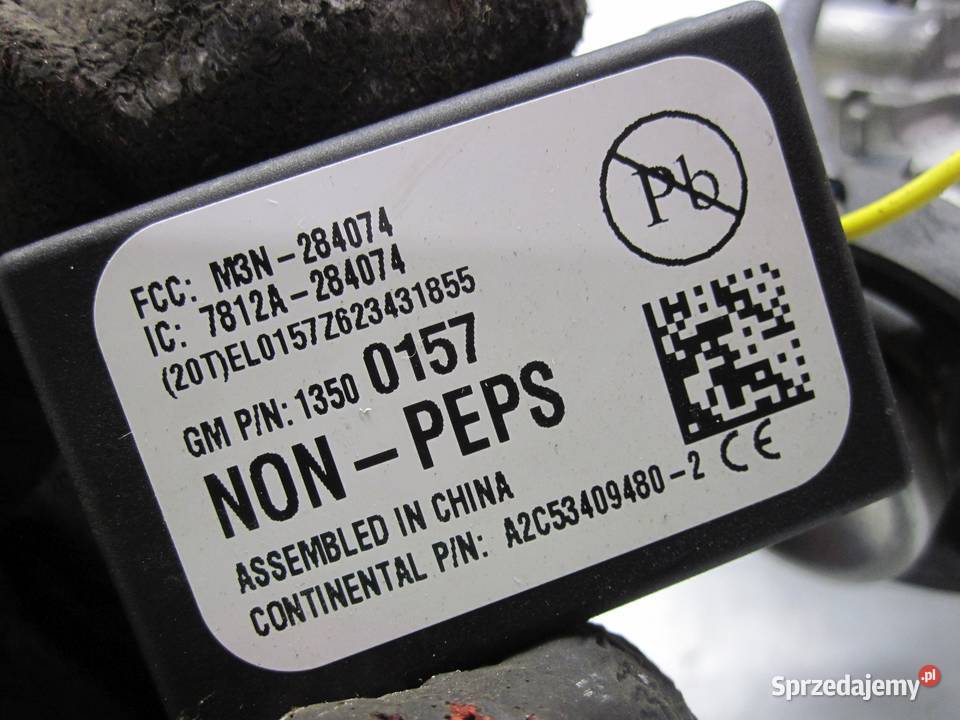 Pb
FCC: M3N-284074
IC: 7812A-284074
(20T)EL0157Z623431855
GM P/N: 1350 0157
NON-PEPS
ASSEMBLED IN CHINA
CONTINENTAL P/N: A2C53409480-2 CE
Sprzedajemy.pl